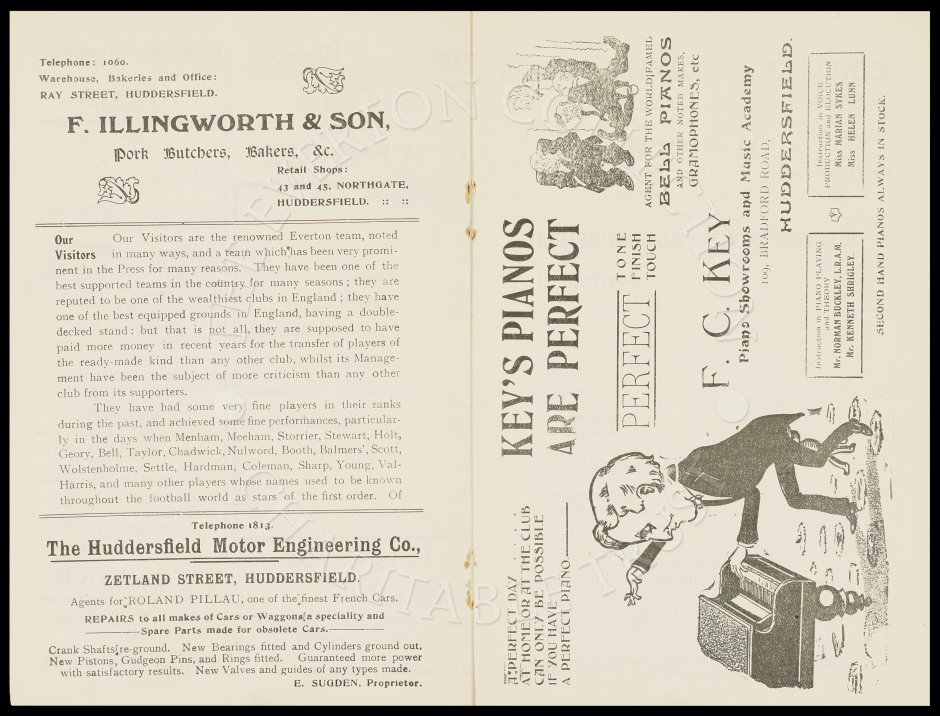 Telephone : 1060.
Warehouse, Bakeries and Office:
RAY STREET, HUDDERSFIELD.
F. ILLINGWORTH & SON,
Pork Butchers, Bakers, &c.
Retail Shops:
43 and 45, NORTHGATE,
HUDDERSFIELD. :: ::
Our Visitors
Our Visitors are the renowned Everton team, noted
in many ways, and a team which has been very promi-
nent in the Press for many reasons. They have been one of the
best supported teams in the country for many seasons ; they are
reputed to be one of the wealthiest clubs in England ; they have
one of the best equipped grounds in England, having a double-
decked stand : but that is not all, they are supposed to have
paid more money in recent years for the transfer of players of
the ready-made kind than any other club, whilst its Manage-
ment have been the subject of more criticism than any other
club from its supporters.
They have had some very fine players in their ranks
during the past, and achieved some fine performances, particular-
ly in the days when Menham, Meeham, Storrier, Stewart, Holt,
Geory, Bell, Taylor, Chadwick, Nulword, Booth, Balmers', Scott,
Wolstenholme, Settle, Hardman, Coleman, Sharp, Young, Val-
Harris, and many other players whose names used to be known
throughout the football world as stars of the first order. Of
Telephone 1813.
The Huddersfield Motor Engineering Co.,
ZETLAND STREET, HUDDERSFIELD.
Agents for ROLAND PILLAU, one of the finest French Cars.
REPAIRS to all makes of Cars or Waggons a speciality and
Spare Parts made for obsolete Cars.
Crank Shafts re-ground. New Bearings fitted and Cylinders ground out,
New Pistons, Gudgeon Pins, and Rings fitted. Guaranteed more power
with satisfactory results. New Valves and guides of any types made.
E. SUGDEN, Proprietor.
A PERFECT DAY . . . . .
AT HOME OR AT THE CLUB
CAN ONLY BE POSSIBLE
IF YOU HAVE
A PERFECT PIANO
KEY'S PIANOS
ARE PERFECT
PERFECT
TONE
FINISH
TOUCH
AGENT FOR THE WORLD FAMED
BELL PIANOS
AND OTHER NOTED MAKES,
GRAMOPHONES, etc
F. C. KEY
Piano Showrooms and Music Academy
109, BRADFORD ROAD,
HUDDERSFIELD.
Instruction in PIANO PLAYING
and THEORY
Mr. NORMAN BUCKLEY, L.R.A.M.
Mr. KENNETH SHRIGLEY.
Instruction in VOICE
PRODUCTION and ELOCUTION
Miss MARIAN SYKES
Miss HELEN LUNN
SECOND HAND PIANOS ALWAYS IN STOCK.
EVERTON COLLECTION
CHARITABLE TRUST